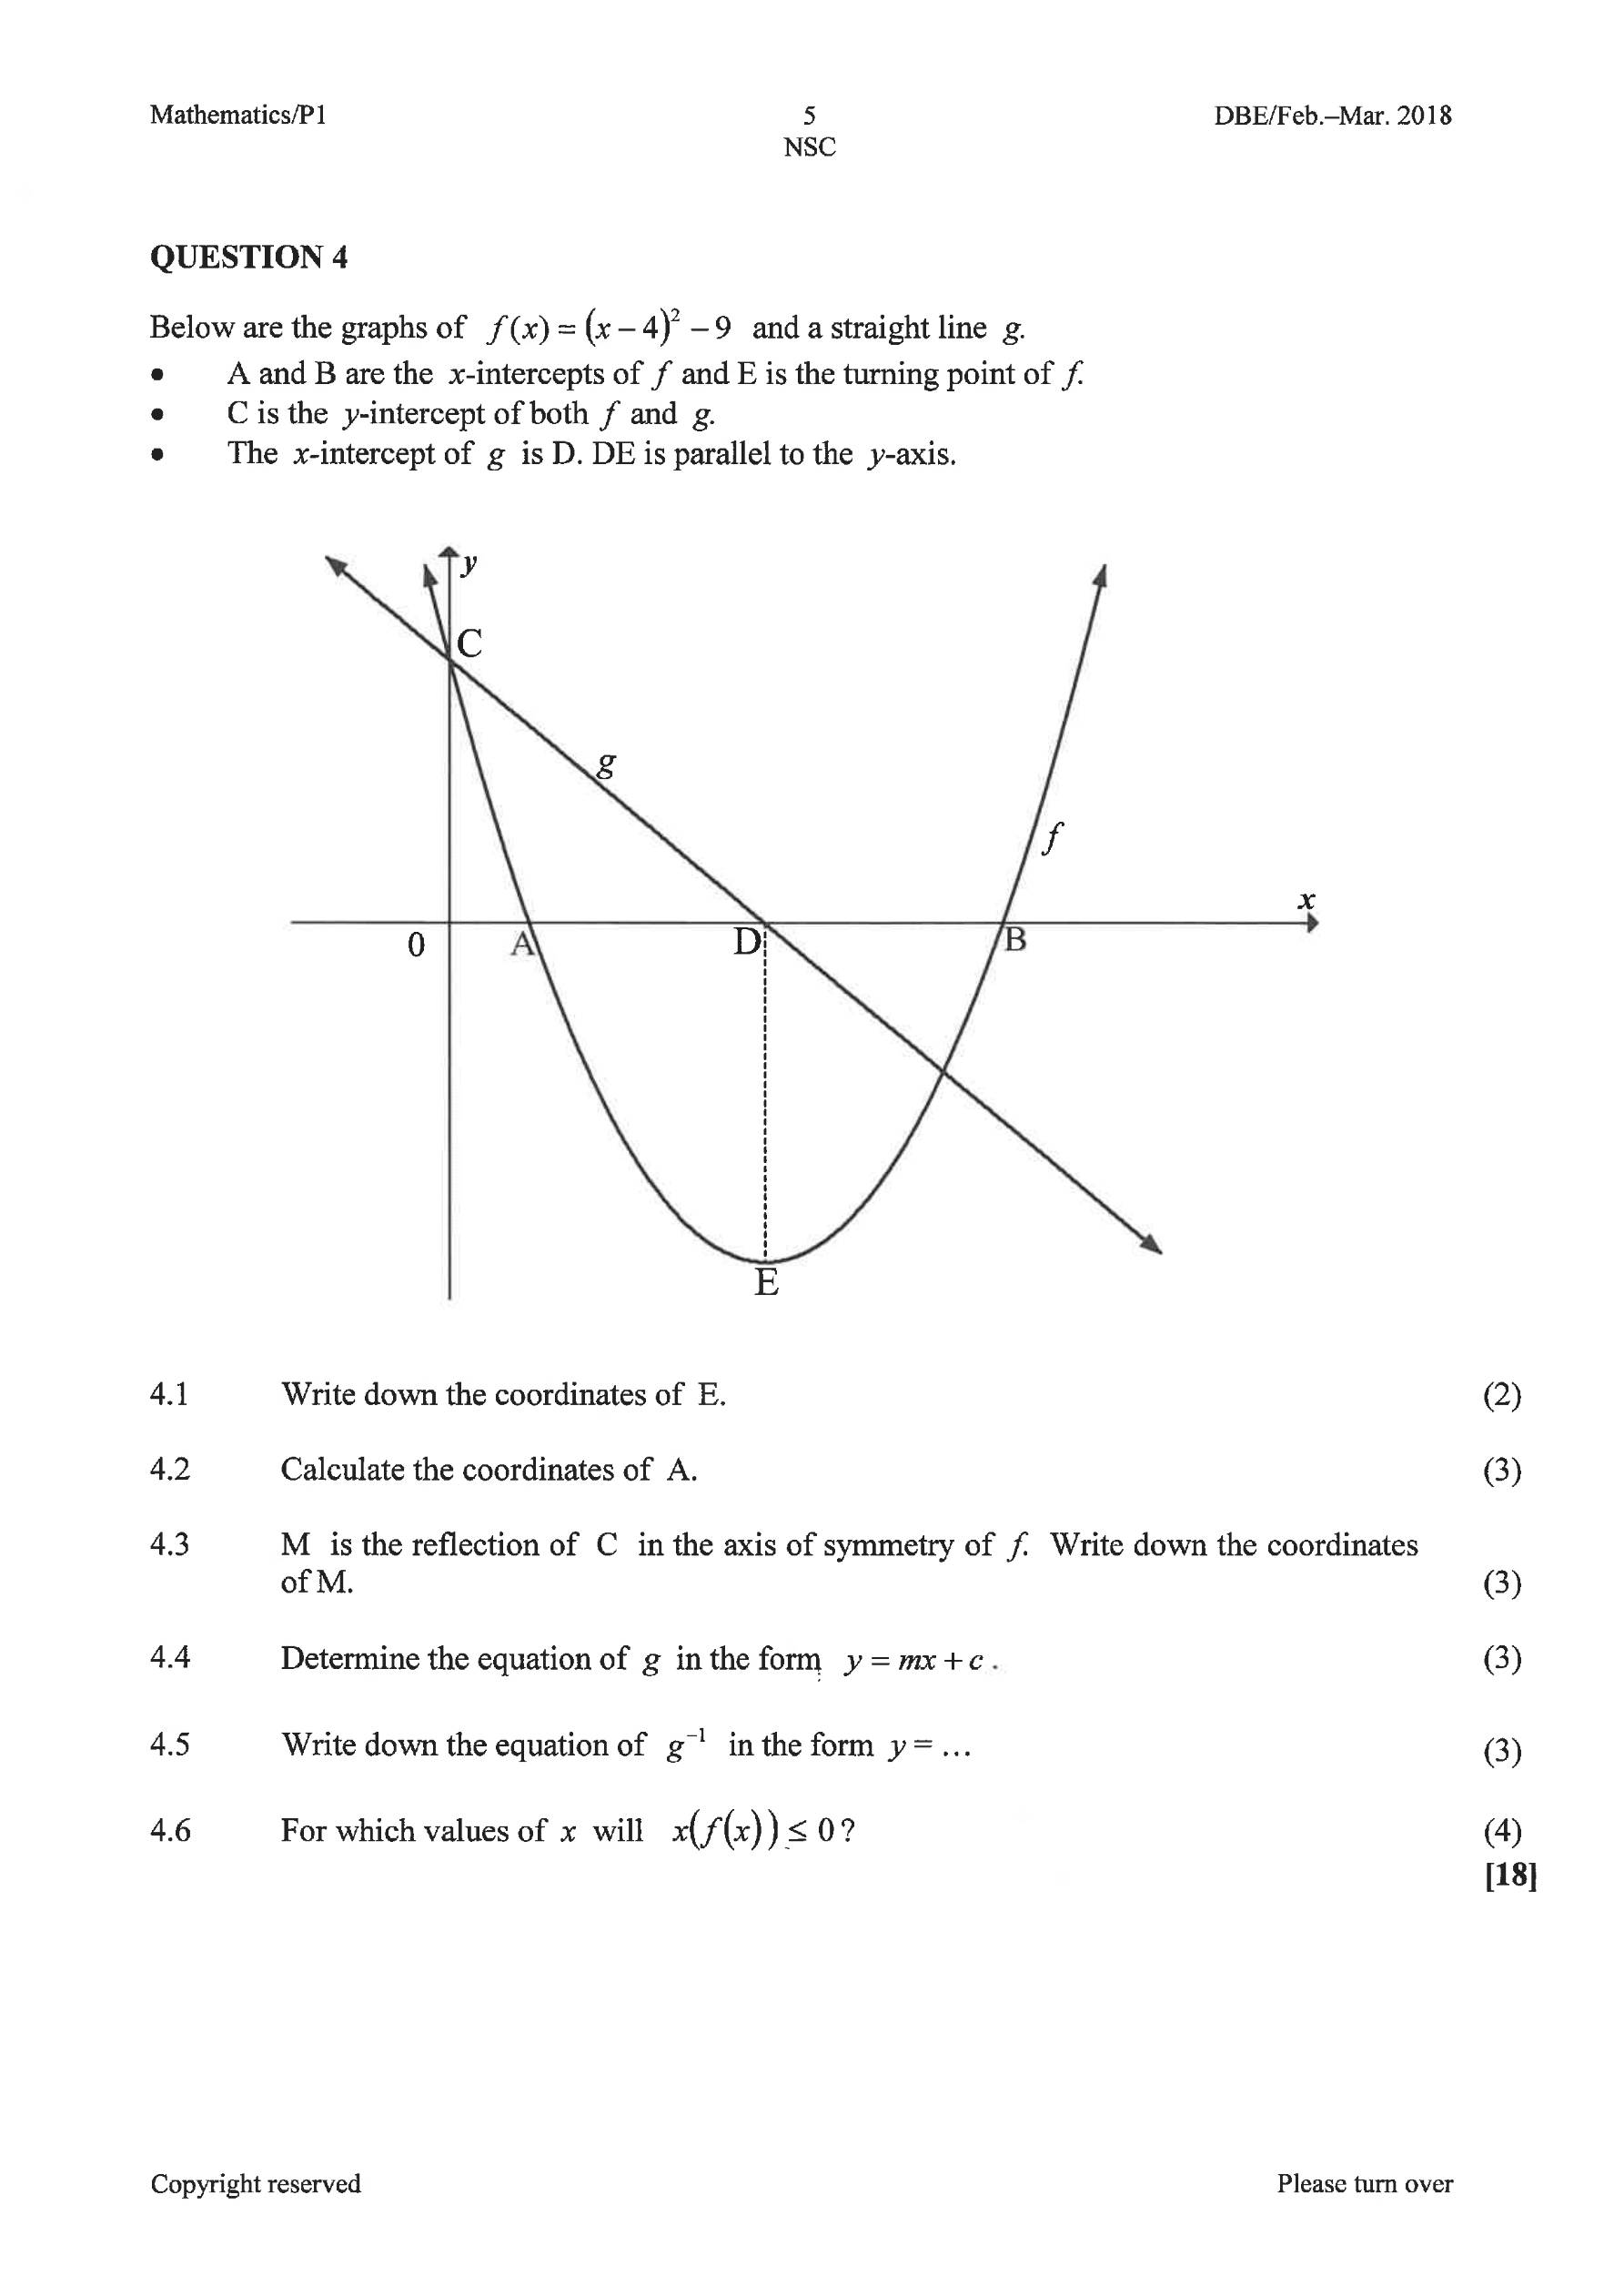 Mathematics/P1 5 DBE/Feb.–Mar. 2018
NSC
QUESTION 4
Below are the graphs of f(x) = (x – 4)² – 9 and a straight line g.
• A and B are the x-intercepts of f and E is the turning point of f.
• C is the y-intercept of both f and g.
• The x-intercept of g is D. DE is parallel to the y-axis.
y
C
g
f
x
0 A D B
E
4.1 Write down the coordinates of E. (2)
4.2 Calculate the coordinates of A. (3)
4.3 M is the reflection of C in the axis of symmetry of f. Write down the coordinates
of M. (3)
4.4 Determine the equation of g in the form y = mx + c . (3)
4.5 Write down the equation of g⁻¹ in the form y = ... (3)
4.6 For which values of x will x(f(x)) ≤ 0 ? (4)
[18]
Copyright reserved Please turn over